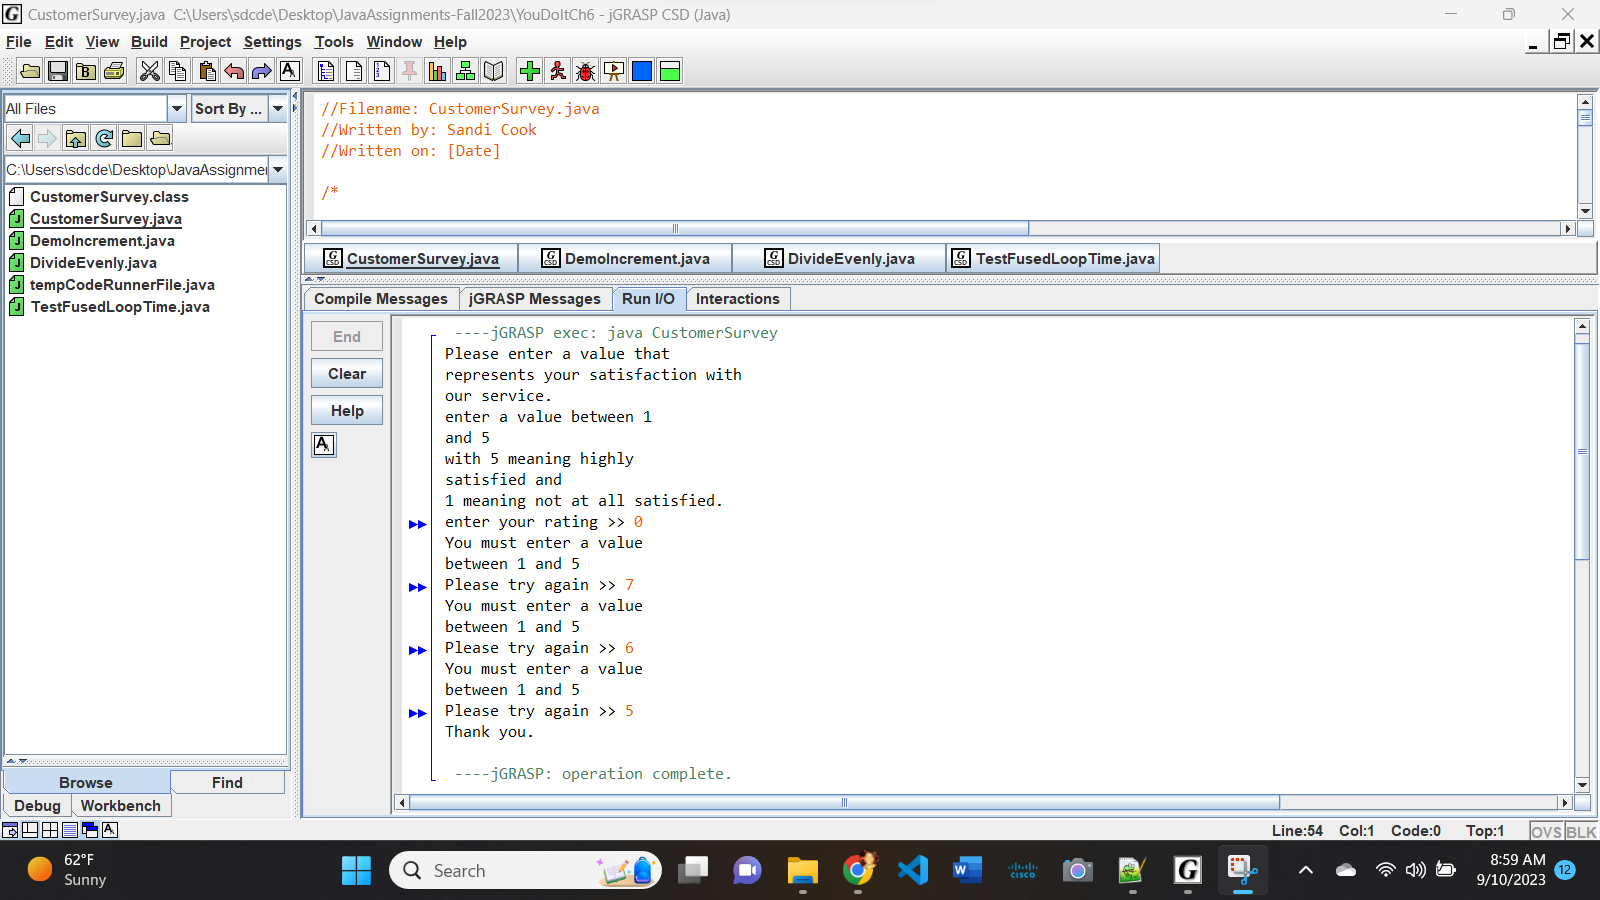 CustomerSurvey.java  C:\Users\sdcde\Desktop\JavaAssignments-Fall2023\YouDoItCh6 - jGRASP CSD (Java)
File Edit View Build Project Settings Tools Window Help
All Files
Sort By ...
C:\Users\sdcde\Desktop\JavaAssignmer
CustomerSurvey.class
CustomerSurvey.java
DemoIncrement.java
DivideEvenly.java
tempCodeRunnerFile.java
TestFusedLoopTime.java
Browse
Find
Debug
Workbench
//Filename: CustomerSurvey.java
//Written by: Sandi Cook
//Written on: [Date]
/*
CustomerSurvey.java
DemoIncrement.java
DivideEvenly.java
TestFusedLoopTime.java
Compile Messages
jGRASP Messages
Run I/O
Interactions
End
Clear
Help
----jGRASP exec: java CustomerSurvey
Please enter a value that
represents your satisfaction with
our service.
enter a value between 1
and 5
with 5 meaning highly
satisfied and
1 meaning not at all satisfied.
enter your rating >> 0
You must enter a value
between 1 and 5
Please try again >> 7
You must enter a value
between 1 and 5
Please try again >> 6
You must enter a value
between 1 and 5
Please try again >> 5
Thank you.
----jGRASP: operation complete.
Line:54 Col:1 Code:0 Top:1 OVS BLK
62°F
Sunny
Search
8:59 AM
9/10/2023
12